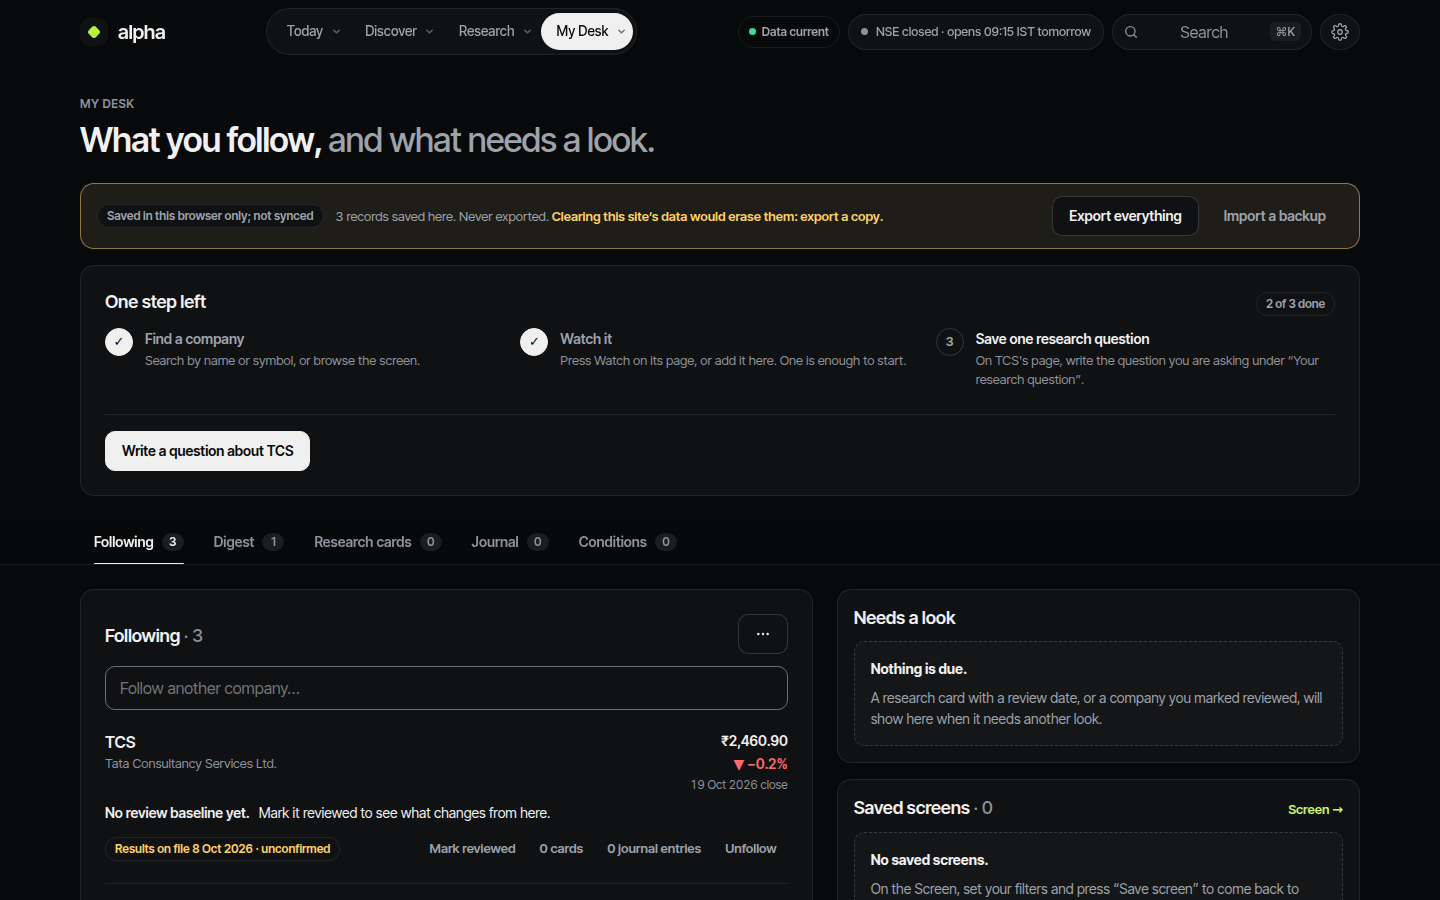 alpha
Today
Discover
Research
My Desk
Data current
NSE closed · opens 09:15 IST tomorrow
Search
⌘K
MY DESK
What you follow, and what needs a look.
Saved in this browser only; not synced
3 records saved here. Never exported. Clearing this site's data would erase them: export a copy.
Export everything
Import a backup
One step left
2 of 3 done
✓
Find a company
Search by name or symbol, or browse the screen.
✓
Watch it
Press Watch on its page, or add it here. One is enough to start.
3
Save one research question
On TCS's page, write the question you are asking under “Your
research question”.
Write a question about TCS
Following 3
Digest 1
Research cards 0
Journal 0
Conditions 0
Following · 3
···
Follow another company...
TCS
Tata Consultancy Services Ltd.
₹2,460.90
▼ −0.2%
19 Oct 2026 close
No review baseline yet. Mark it reviewed to see what changes from here.
Results on file 8 Oct 2026 · unconfirmed
Mark reviewed
0 cards
0 journal entries
Unfollow
Needs a look
Nothing is due.
A research card with a review date, or a company you marked reviewed, will
show here when it needs another look.
Saved screens · 0
Screen →
No saved screens.
On the Screen, set your filters and press “Save screen” to come back to